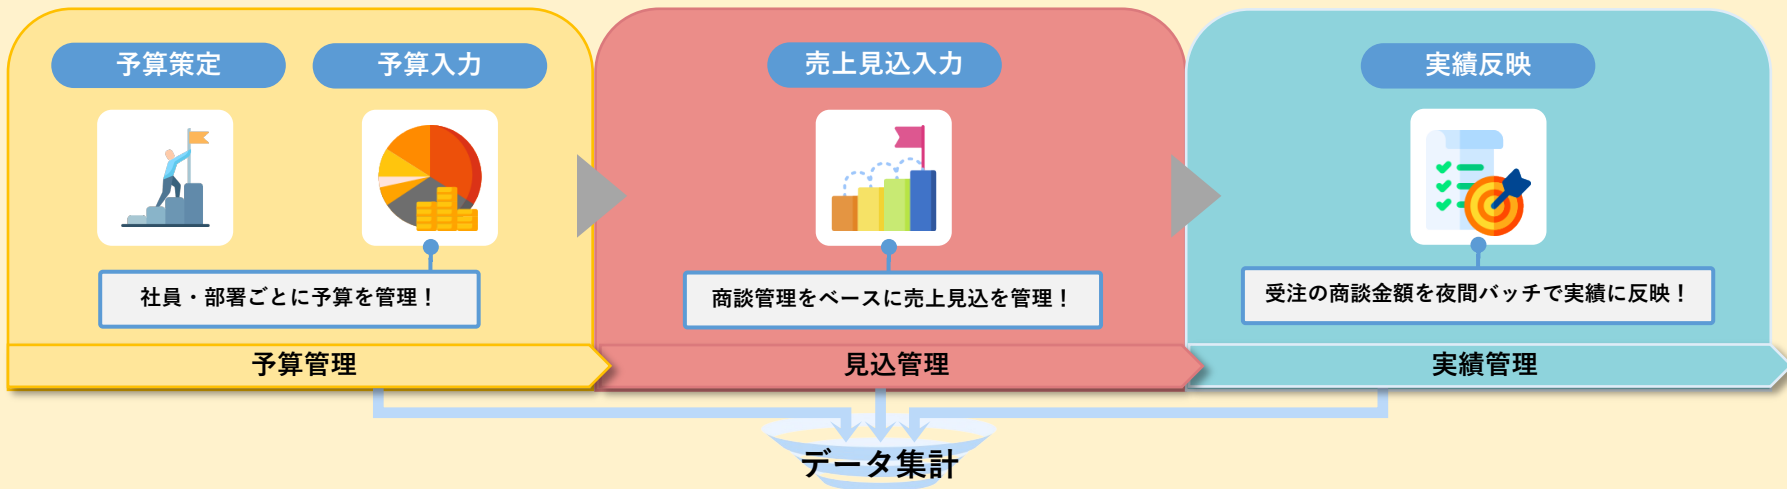 予算策定
予算入力
社員・部署ごとに予算を管理！
予算管理
売上見込入力
商談管理をベースに売上見込を管理！
見込管理
実績反映
受注の商談金額を夜間バッチで実績に反映！
実績管理
データ集計